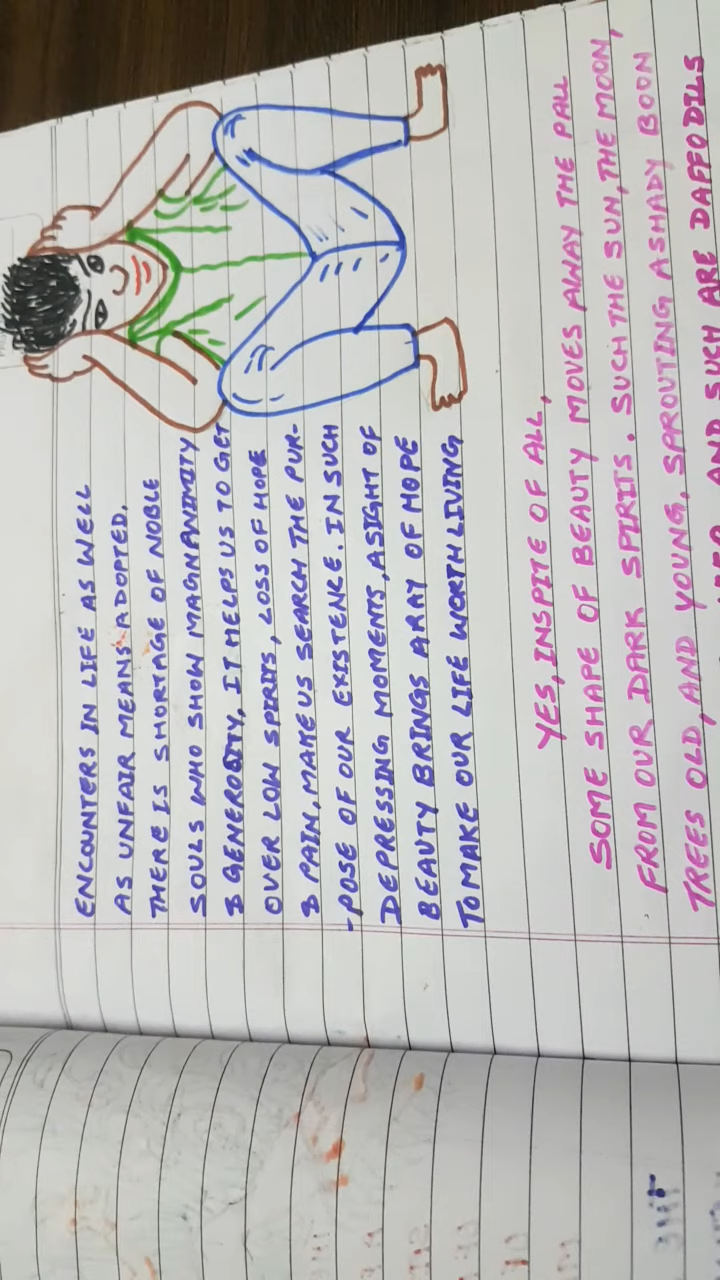 ENCOUNTERS IN LIFE AS WELL
AS UNFAIR MEANS ADOPTED.
THERE IS SHORTAGE OF NOBLE
SOULS WHO SHOW MAGNANIMITY
& GENEROSITY, IT HELPS US TO GET
OVER LOW SPIRITS, LOSS OF HOPE
& PAIN, MAKE US SEARCH THE PUR-
-POSE OF OUR EXISTENCE. IN SUCH
DEPRESSING MOMENTS, A SIGHT OF
BEAUTY BRINGS A RAY OF HOPE
TO MAKE OUR LIFE WORTH LIVING
YES, INSPITE OF ALL,
SOME SHAPE OF BEAUTY MOVES AWAY THE PALL
FROM OUR DARK SPIRITS. SUCH THE SUN, THE MOON,
TREES OLD, AND YOUNG, SPROUTING A SHADY BOON
AND SUCH ARE DAFFODILS